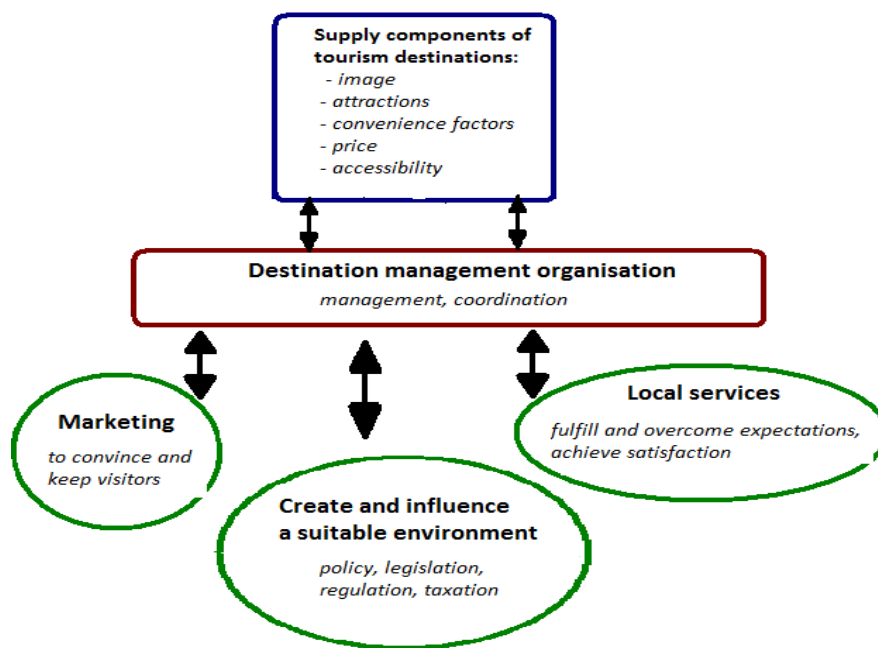 Supply components of
tourism destinations:
- image
- attractions
- convenience factors
- price
- accessibility
Destination management organisation
management, coordination
Marketing
to convince and
keep visitors
Create and influence
a suitable environment
policy, legislation,
regulation, taxation
Local services
fulfill and overcome expectations,
achieve satisfaction